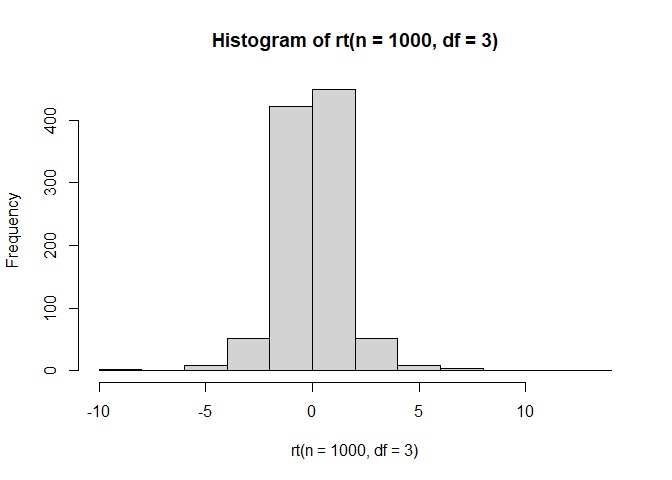 Histogram of rt(n = 1000, df = 3)
Frequency
400
300
200
100
0
-10 -5 0 5 10
rt(n = 1000, df = 3)